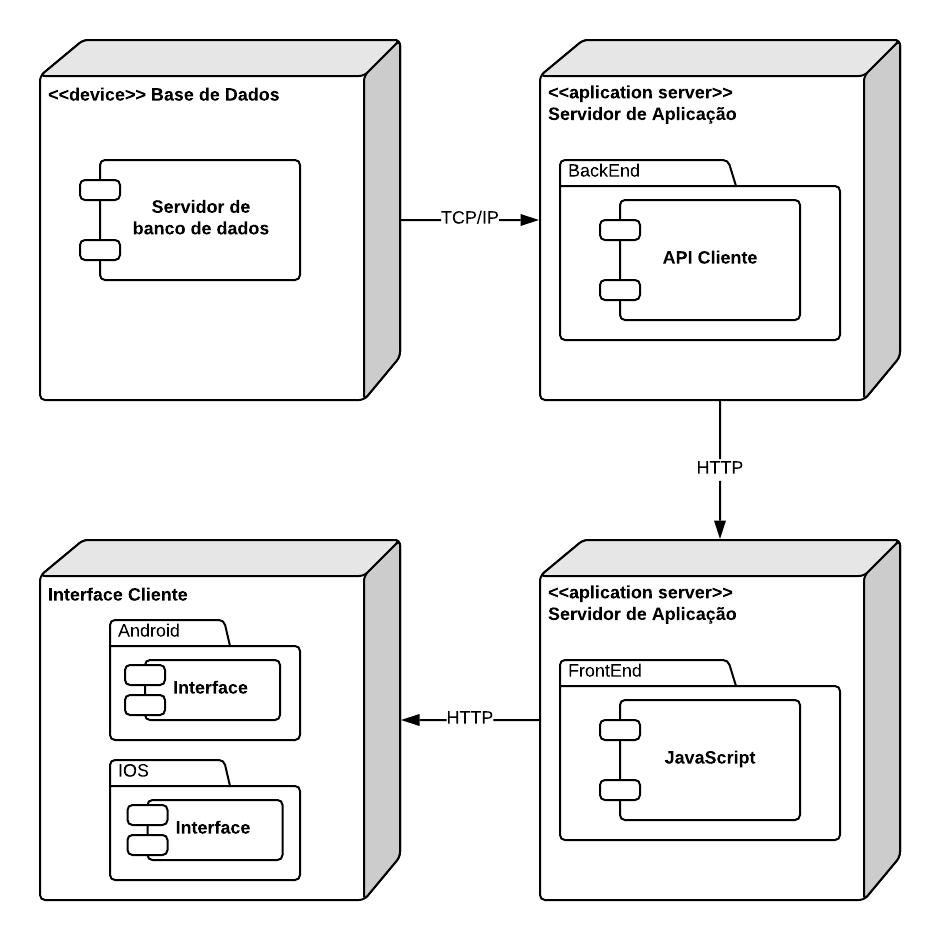 <<device>> Base de Dados
Servidor de
banco de dados
TCP/IP
<<aplication server>>
Servidor de Aplicação
BackEnd
API Cliente
HTTP
<<aplication server>>
Servidor de Aplicação
FrontEnd
JavaScript
HTTP
Interface Cliente
Android
Interface
IOS
Interface